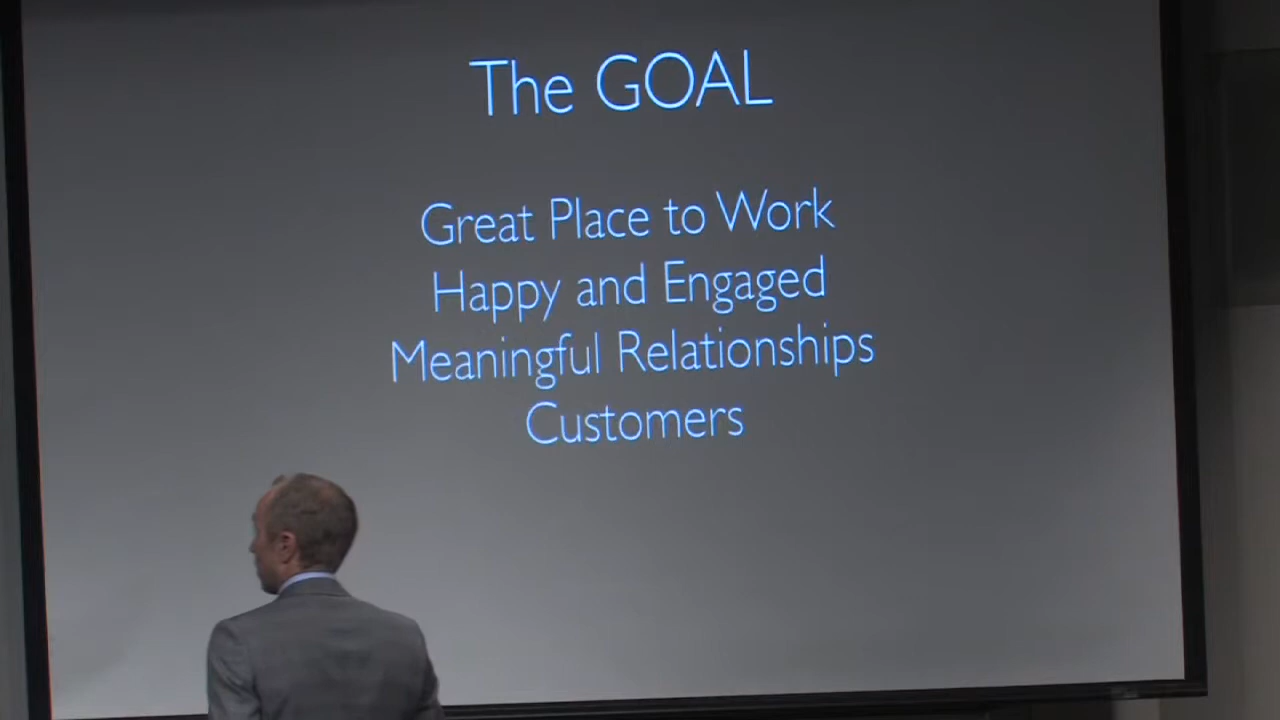 The GOAL
Great Place to Work
Happy and Engaged
Meaningful Relationships
Customers